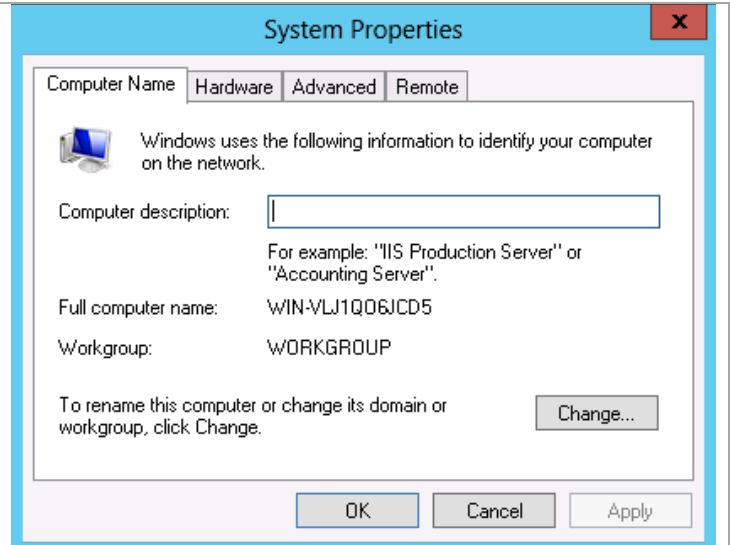 System Properties
x
Computer Name
Hardware
Advanced
Remote
Windows uses the following information to identify your computer
on the network.
Computer description:
For example: "IIS Production Server" or
"Accounting Server".
Full computer name: WIN-VLJ1QO6JCD5
Workgroup: WORKGROUP
To rename this computer or change its domain or
workgroup, click Change.
Change...
OK
Cancel
Apply